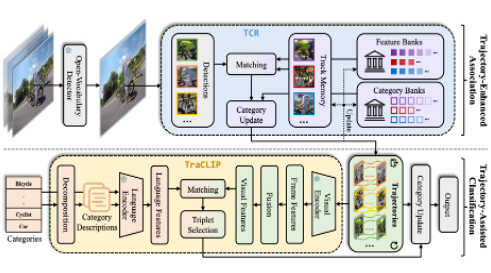 TCR
Open-Vocabulary
Detector
Detections
Matching
Category
Update
Track Memory
Feature Banks
Category Banks
Update
Trajectory-Enhanced
Association
TraCLIP
Bicycle
Cyclist
Car
Categories
Decomposition
Category
Descriptions
Language
Encoder
Language Features
Matching
Triplet
Selection
Visual Features
Fusion
Frame Features
Visual
Encoder
Trajectories
Category Update
Output
Trajectory-Assisted
Classification